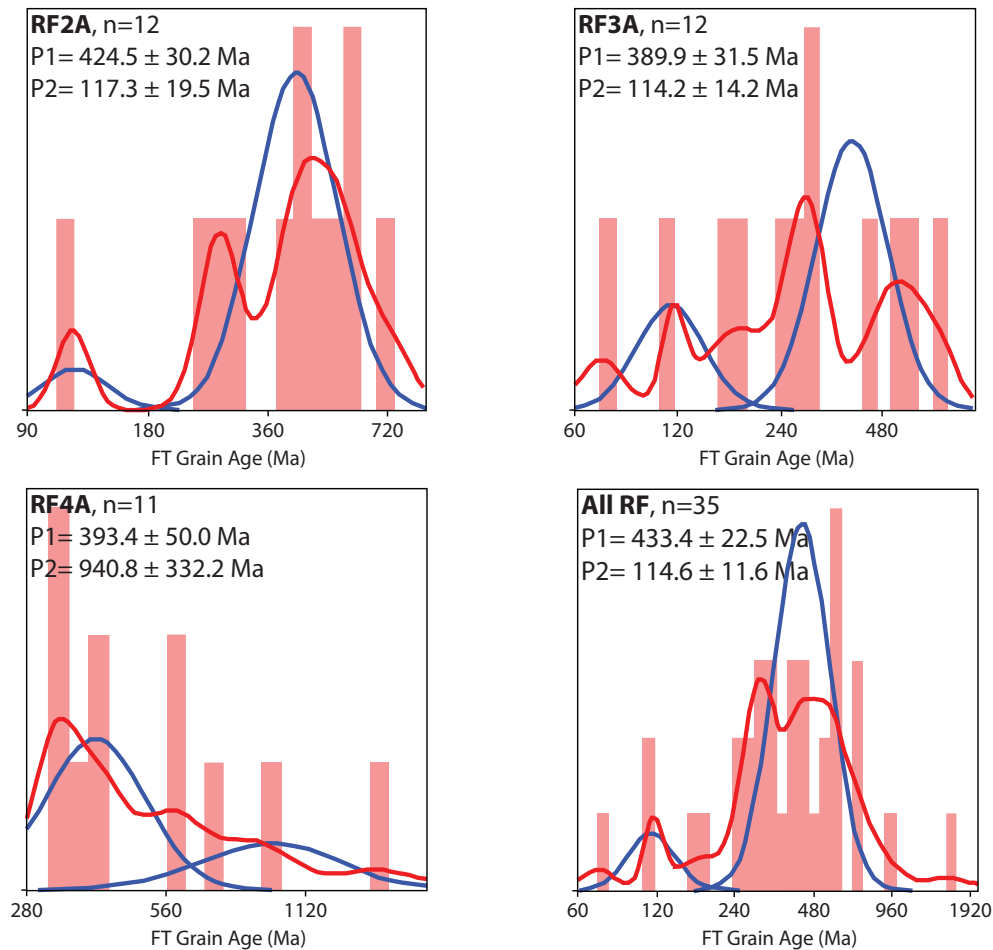 RF2A, n=12
P1= 424.5 ± 30.2 Ma
P2= 117.3 ± 19.5 Ma
90 180 360 720
FT Grain Age (Ma)
RF3A, n=12
P1= 389.9 ± 31.5 Ma
P2= 114.2 ± 14.2 Ma
60 120 240 480
FT Grain Age (Ma)
RF4A, n=11
P1= 393.4 ± 50.0 Ma
P2= 940.8 ± 332.2 Ma
280 560 1120
FT Grain Age (Ma)
All RF, n=35
P1= 433.4 ± 22.5 Ma
P2= 114.6 ± 11.6 Ma
60 120 240 480 960 1920
FT Grain Age (Ma)